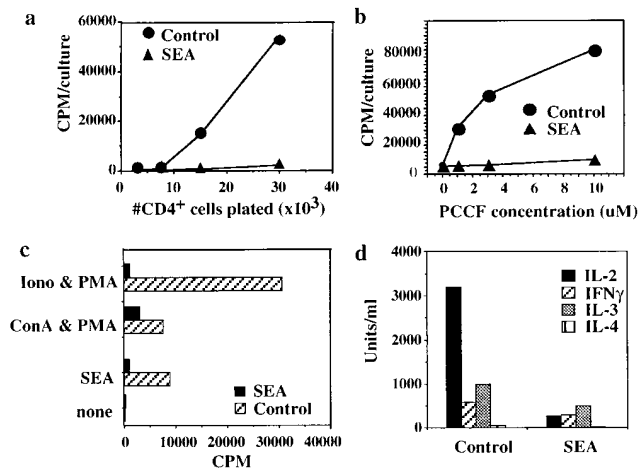 a
60000
40000
20000
0
CPM/culture
Control
SEA
0 10 20 30 40
#CD4+ cells plated (x10³)
b
80000
60000
40000
20000
0
CPM/culture
Control
SEA
0 2 4 6 8 10
PCCF concentration (uM)
c
Iono & PMA
ConA & PMA
SEA
none
SEA
Control
0 10000 20000 30000 40000
CPM
d
4000
3000
2000
1000
0
Units/ml
IL-2
IFNγ
IL-3
IL-4
Control SEA